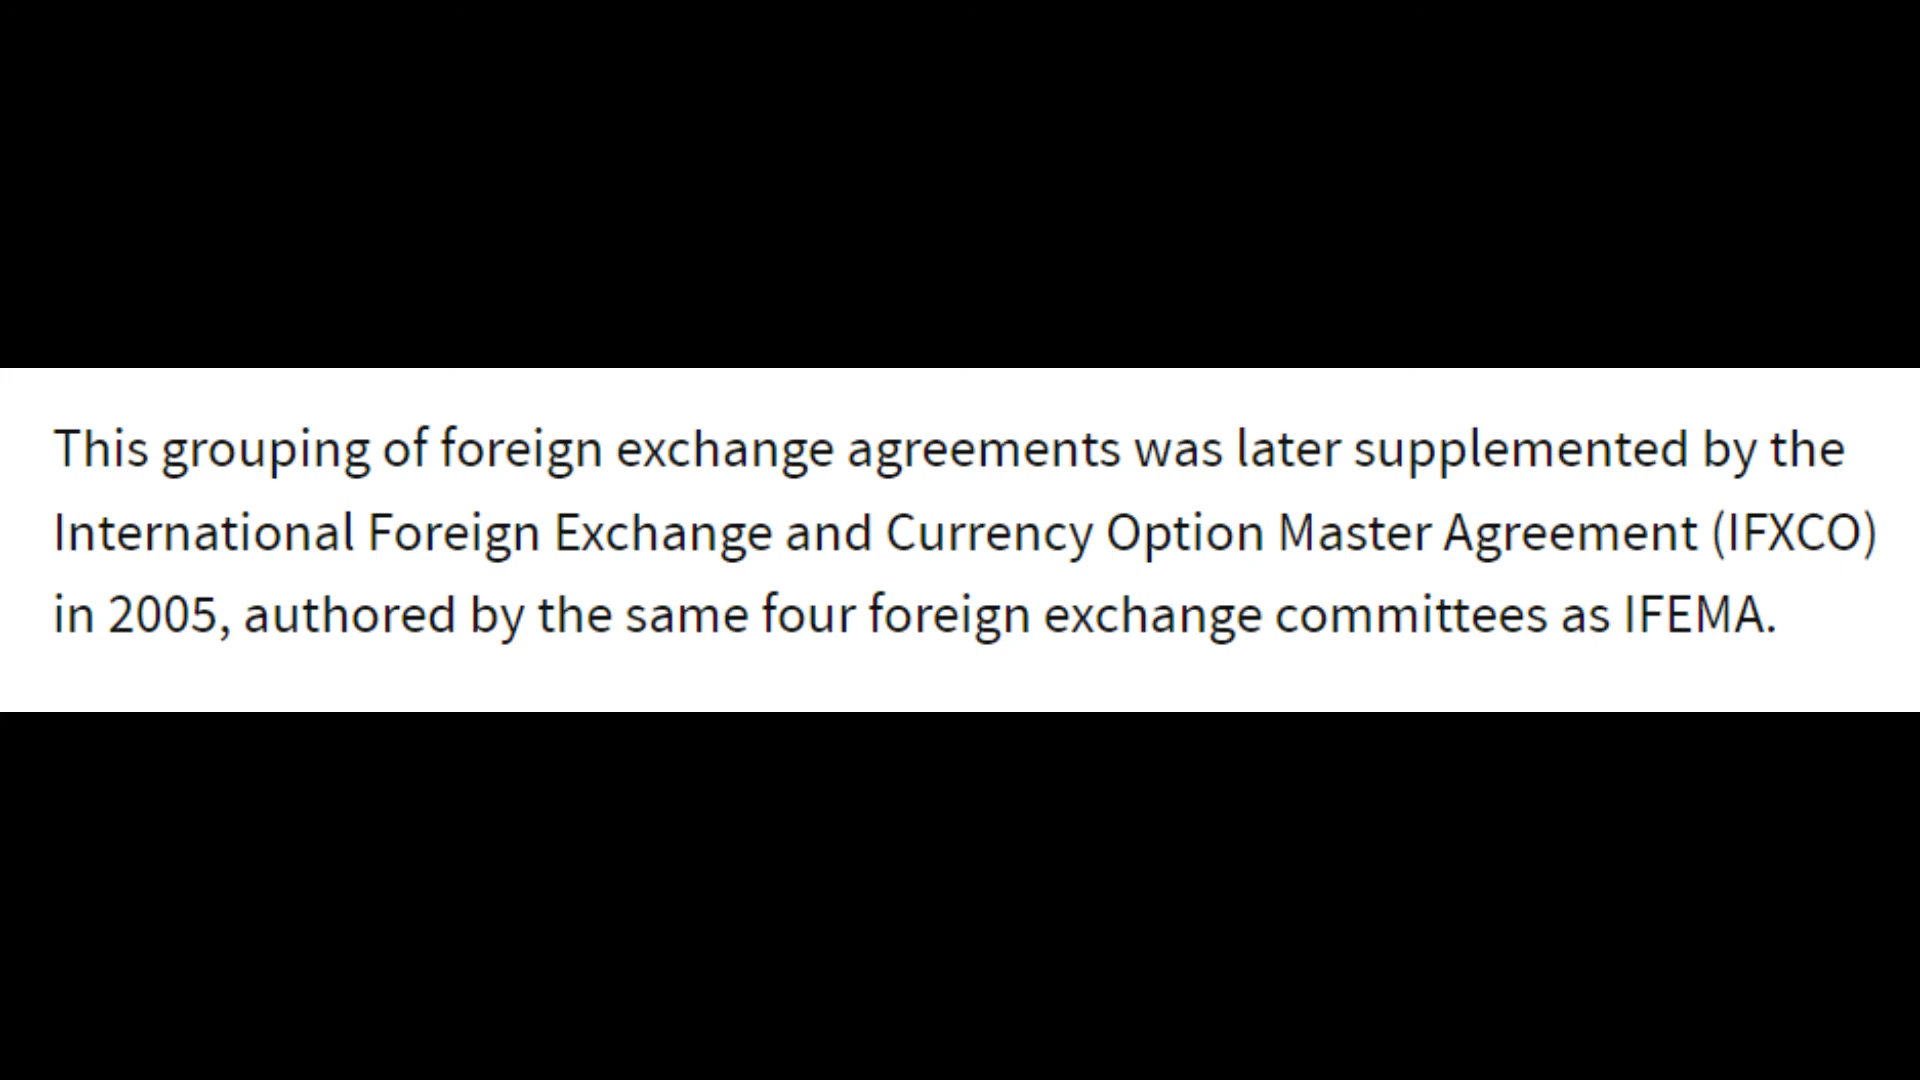 This grouping of foreign exchange agreements was later supplemented by the
International Foreign Exchange and Currency Option Master Agreement (IFXCO)
in 2005, authored by the same four foreign exchange committees as IFEMA.